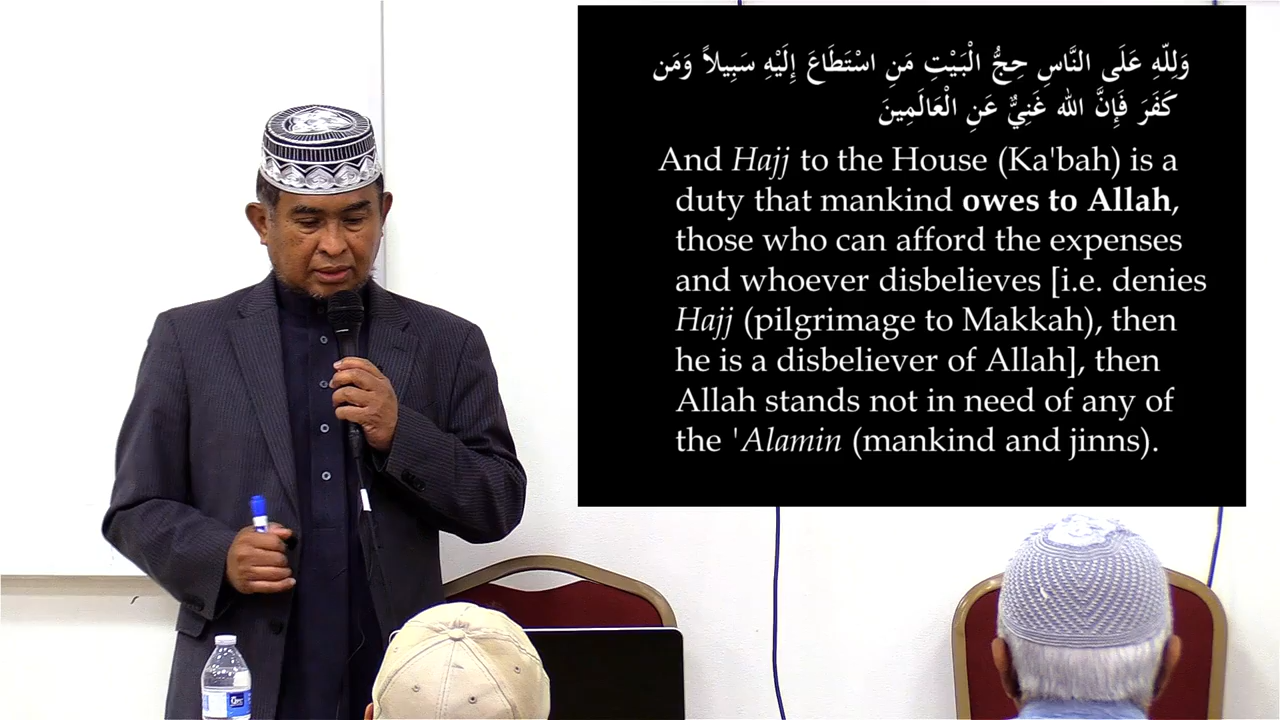 وَلِلّهِ عَلَى النَّاسِ حِجُّ الْبَيْتِ مَنِ اسْتَطَاعَ إِلَيْهِ سَبِيلاً وَمَن
كَفَرَ فَإِنَّ الله غَنِيٌّ عَنِ الْعَالَمِينَ
And Hajj to the House (Ka'bah) is a
duty that mankind owes to Allah,
those who can afford the expenses
and whoever disbelieves [i.e. denies
Hajj (pilgrimage to Makkah), then
he is a disbeliever of Allah], then
Allah stands not in need of any of
the 'Alamin (mankind and jinns).